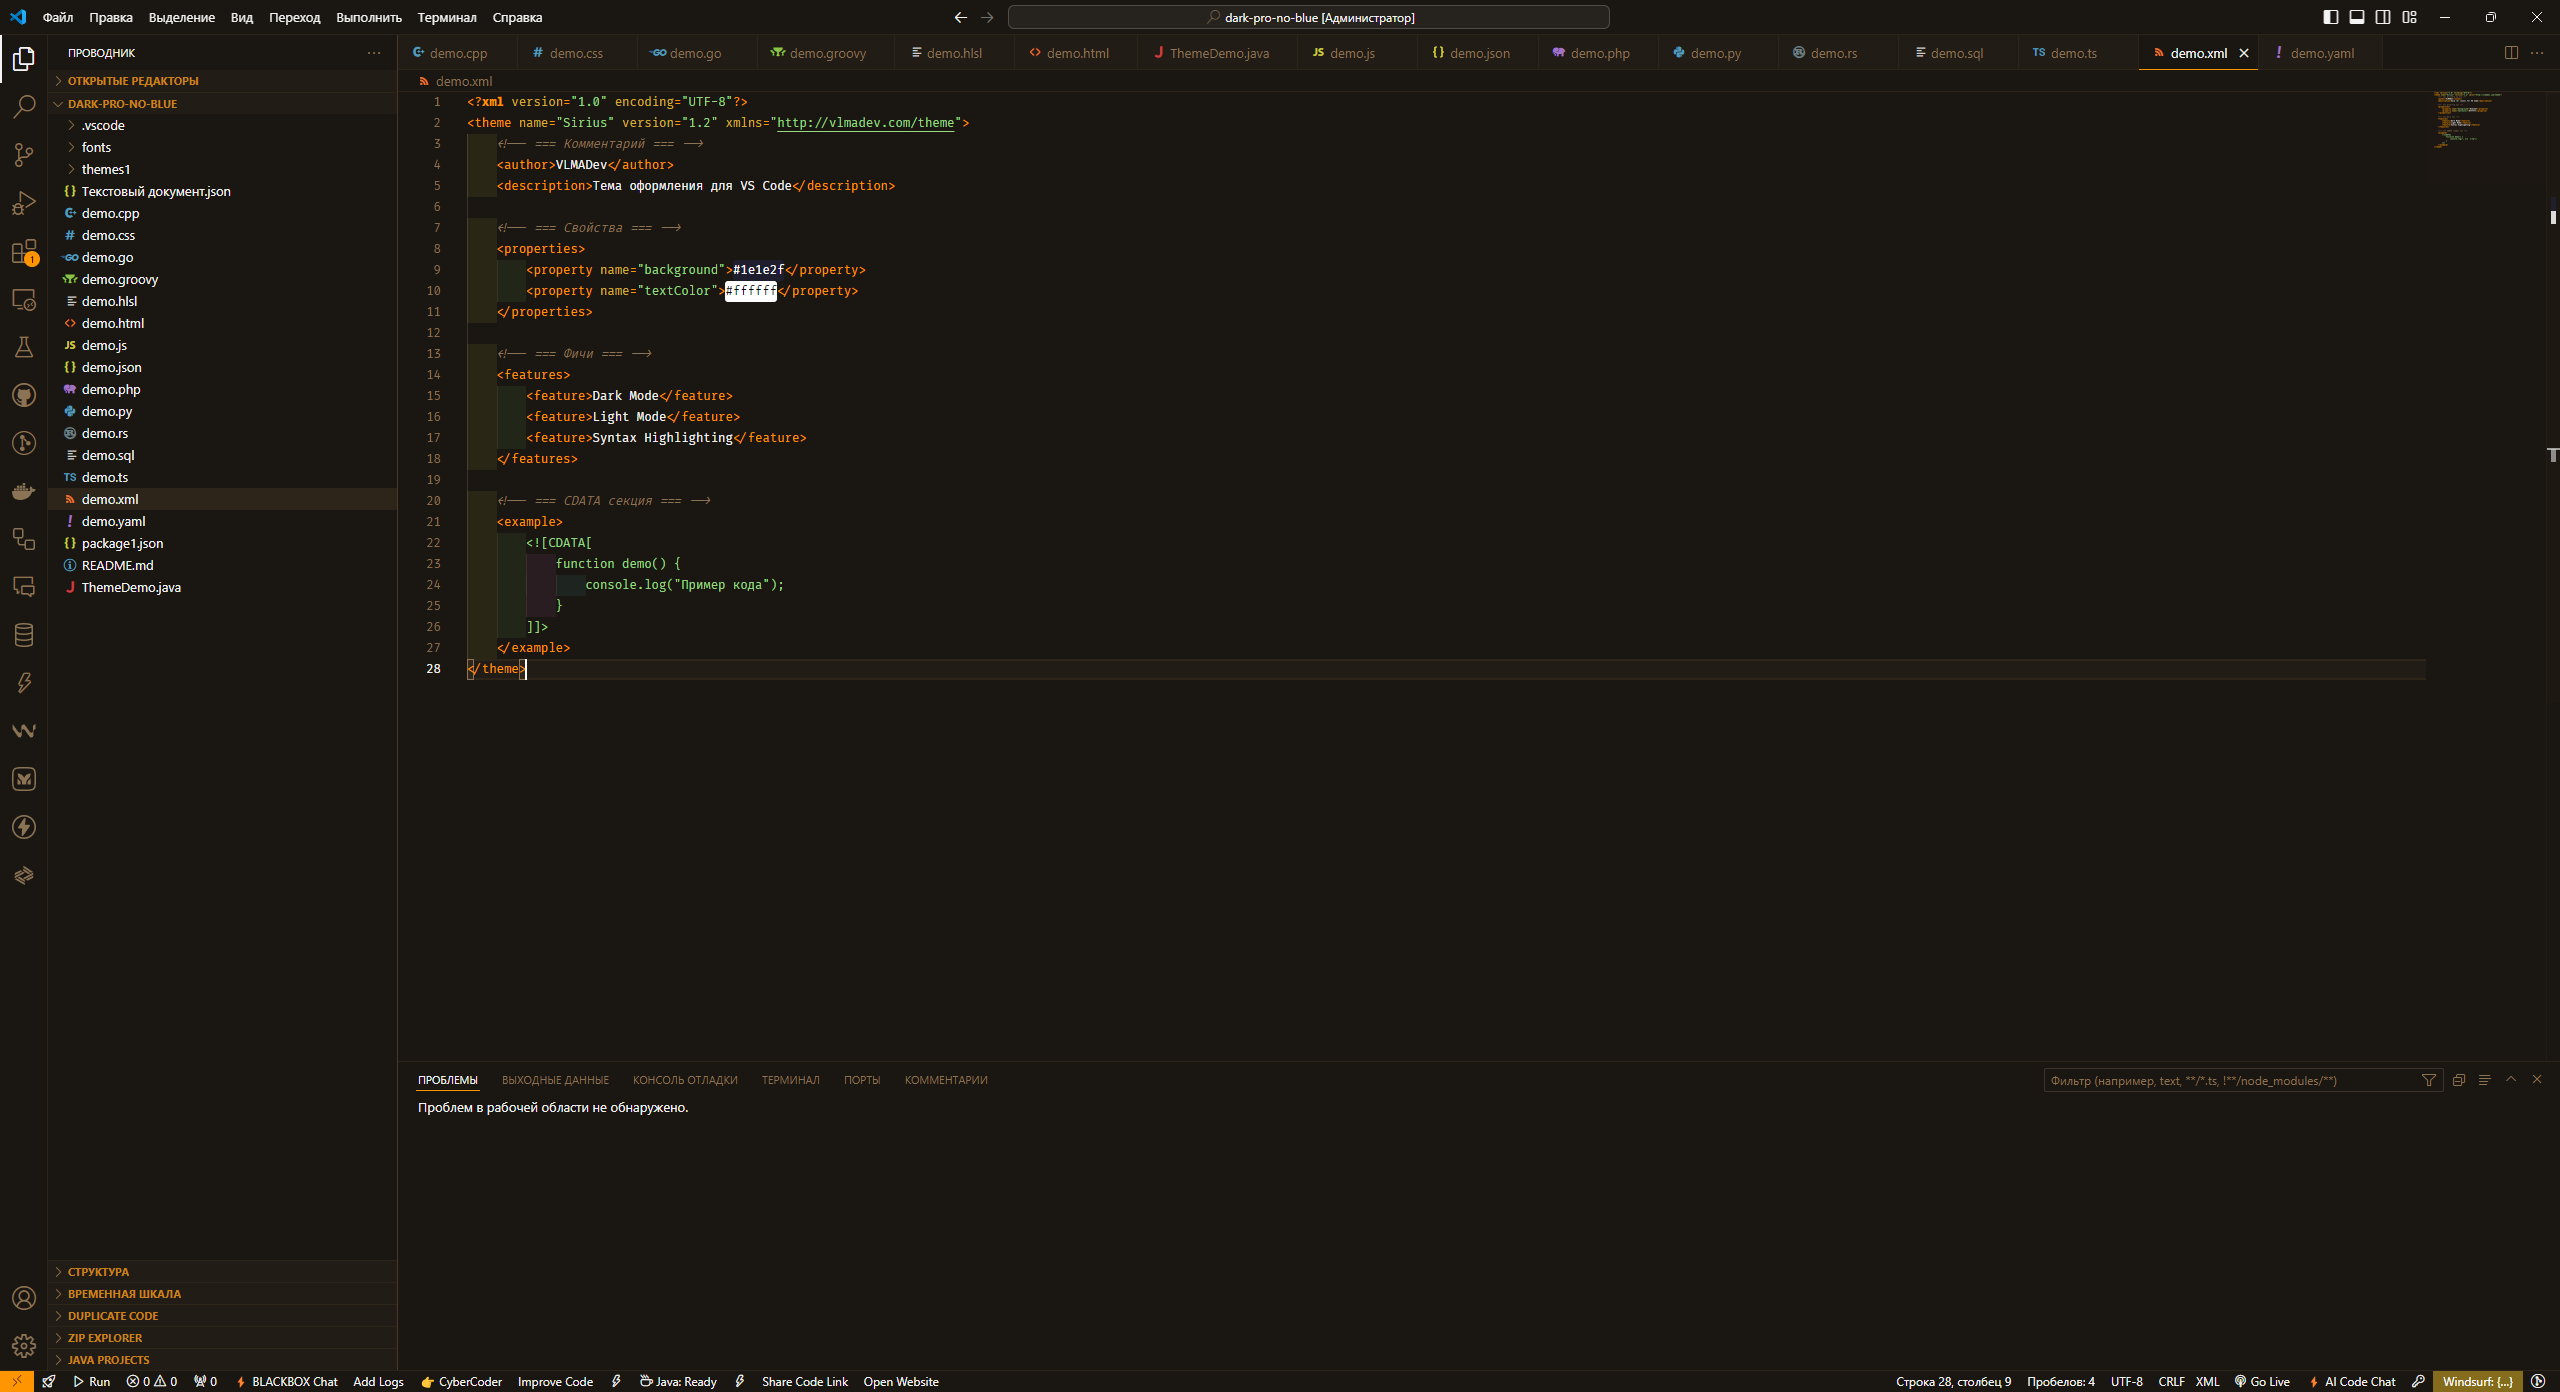 Файл Правка Выделение Вид Переход Выполнить Терминал Справка
dark-pro-no-blue [Администратор]
ПРОВОДНИК
ОТКРЫТЫЕ РЕДАКТОРЫ
DARK-PRO-NO-BLUE
.vscode
fonts
themes1
Текстовый документ.json
demo.cpp
demo.css
demo.go
demo.groovy
demo.hlsl
demo.html
demo.js
demo.json
demo.php
demo.py
demo.rs
demo.sql
demo.ts
demo.xml
demo.yaml
package1.json
README.md
ThemeDemo.java
СТРУКТУРА
ВРЕМЕННАЯ ШКАЛА
DUPLICATE CODE
ZIP EXPLORER
JAVA PROJECTS
demo.cpp demo.css demo.go demo.groovy demo.hlsl demo.html ThemeDemo.java demo.js demo.json demo.php demo.py demo.rs demo.sql demo.ts demo.xml demo.yaml
demo.xml
1 <?xml version="1.0" encoding="UTF-8"?>
2 <theme name="Sirius" version="1.2" xmlns="http://vlmadev.com/theme">
3 <!-- === Комментарий === -->
4 <author>VLMADev</author>
5 <description>Тема оформления для VS Code</description>
6
7 <!-- === Свойства === -->
8 <properties>
9 <property name="background">#1e1e2f</property>
10 <property name="textColor">#ffffff</property>
11 </properties>
12
13 <!-- === Фичи === -->
14 <features>
15 <feature>Dark Mode</feature>
16 <feature>Light Mode</feature>
17 <feature>Syntax Highlighting</feature>
18 </features>
19
20 <!-- === CDATA секция === -->
21 <example>
22 <![CDATA[
23 function demo() {
24 console.log("Пример кода");
25 }
26 ]]>
27 </example>
28 </theme>
ПРОБЛЕМЫ ВЫХОДНЫЕ ДАННЫЕ КОНСОЛЬ ОТЛАДКИ ТЕРМИНАЛ ПОРТЫ КОММЕНТАРИИ
Фильтр (например, text, **/*.ts, !**/node_modules/**)
Проблем в рабочей области не обнаружено.
Run 0 0 0 BLACKBOX Chat Add Logs CyberCoder Improve Code Java: Ready Share Code Link Open Website
Строка 28, столбец 9 Пробелов: 4 UTF-8 CRLF XML Go Live AI Code Chat Windsurf: {...}